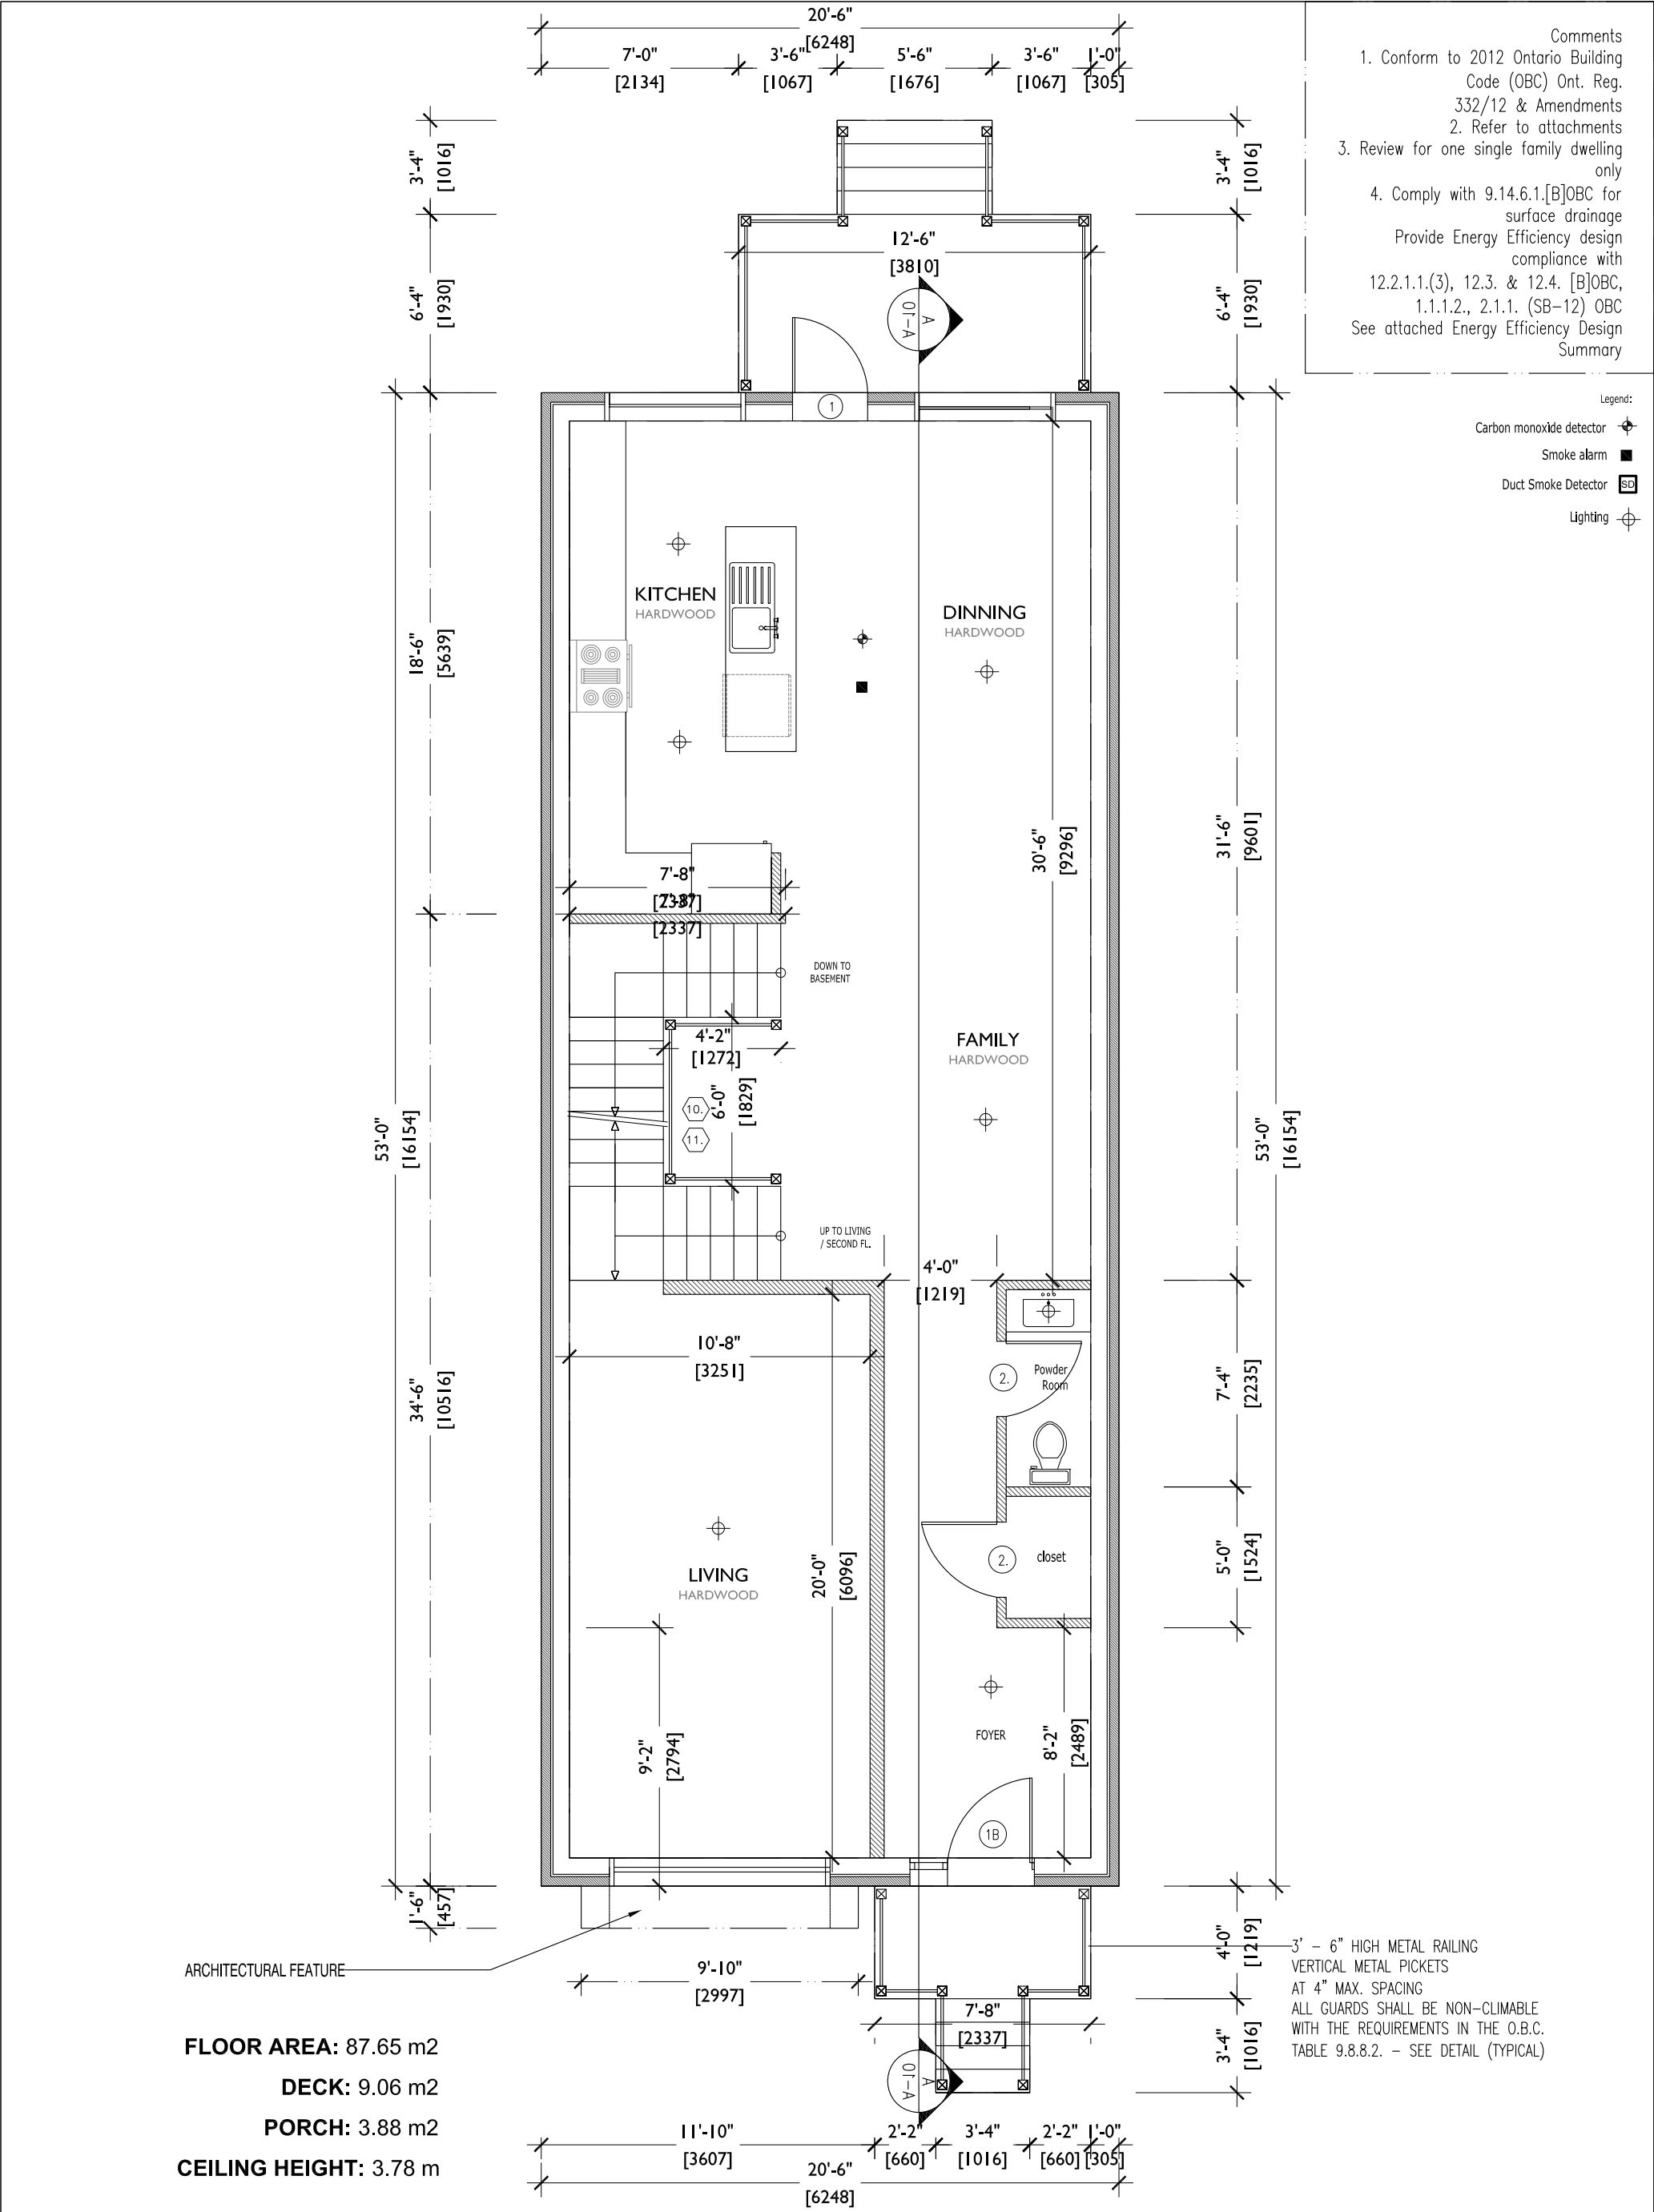 20'-6"
[6248]
7'-0"
[2134]
3'-6"
[1067]
5'-6"
[1676]
3'-6"
[1067]
1'-0"
[305]
Comments
1. Conform to 2012 Ontario Building
Code (OBC) Ont. Reg.
332/12 & Amendments
2. Refer to attachments
3. Review for one single family dwelling
only
4. Comply with 9.14.6.1.[B]OBC for
surface drainage
Provide Energy Efficiency design
compliance with
12.2.1.1.(3), 12.3. & 12.4. [B]OBC,
1.1.1.2., 2.1.1. (SB-12) OBC
See attached Energy Efficiency Design
Summary
Legend:
Carbon monoxide detector
Smoke alarm
Duct Smoke Detector SD
Lighting
3'-4"
[1016]
3'-4"
[1016]
6'-4"
[1930]
6'-4"
[1930]
12'-6"
[3810]
A
A-01
1
KITCHEN
HARDWOOD
DINNING
HARDWOOD
18'-6"
[5639]
31'-6"
[9601]
30'-6"
[9296]
7'-8"
[2337]
7'-8"
[2337]
DOWN TO
BASEMENT
4'-2"
[1272]
6'-0"
[1829]
10.
11.
FAMILY
HARDWOOD
53'-0"
[16154]
53'-0"
[16154]
UP TO LIVING
/ SECOND FL.
4'-0"
[1219]
10'-8"
[3251]
2.
Powder
Room
7'-4"
[2235]
34'-6"
[10516]
2.
closet
5'-0"
[1524]
LIVING
HARDWOOD
20'-0"
[6096]
9'-2"
[2794]
FOYER
8'-2"
[2489]
1B
1'-6"
[457]
ARCHITECTURAL FEATURE
9'-10"
[2997]
4'-0"
[1219]
3' - 6" HIGH METAL RAILING
VERTICAL METAL PICKETS
AT 4" MAX. SPACING
ALL GUARDS SHALL BE NON-CLIMABLE
WITH THE REQUIREMENTS IN THE O.B.C.
TABLE 9.8.8.2. - SEE DETAIL (TYPICAL)
7'-8"
[2337]
3'-4"
[1016]
A
A-01
FLOOR AREA: 87.65 m2
DECK: 9.06 m2
PORCH: 3.88 m2
CEILING HEIGHT: 3.78 m
11'-10"
[3607]
2'-2"
[660]
3'-4"
[1016]
2'-2"
[660]
1'-0"
[305]
20'-6"
[6248]